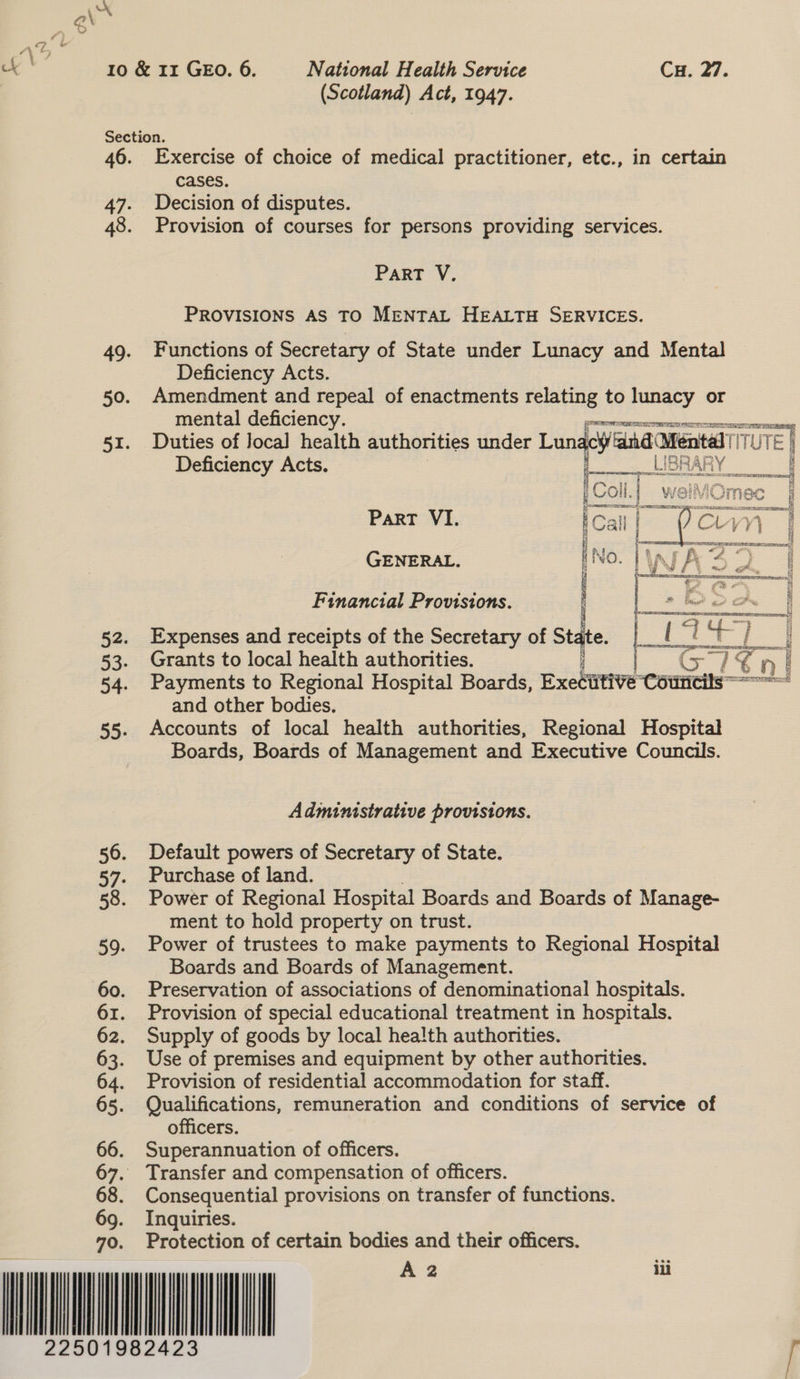 10 & 11 GEO. 6. National Health Service CH. 27.
(Scotland) Act, 1947.
Section.
46. Exercise of choice of medical practitioner, etc., in certain
cases.
47. Decision of disputes.
48. Provision of courses for persons providing services.
PART V.
PROVISIONS AS TO MENTAL HEALTH SERVICES.
49. Functions of Secretary of State under Lunacy and Mental
Deficiency Acts.
50. Amendment and repeal of enactments relating to lunacy or
mental deficiency.
51. Duties of local health authorities under Lunacy and Mental
Deficiency Acts.
TITUTE
LIBRARY
Coll. welMOmec
Call
No. WA32
1947
PART VI.
GENERAL.
Financial Provisions.
52. Expenses and receipts of the Secretary of State.
53. Grants to local health authorities.
54. Payments to Regional Hospital Boards, Executive Councils
and other bodies.
55. Accounts of local health authorities, Regional Hospital
Boards, Boards of Management and Executive Councils.
Administrative provisions.
56. Default powers of Secretary of State.
57. Purchase of land.
58. Power of Regional Hospital Boards and Boards of Manage-
ment to hold property on trust.
59. Power of trustees to make payments to Regional Hospital
Boards and Boards of Management.
60. Preservation of associations of denominational hospitals.
61. Provision of special educational treatment in hospitals.
62. Supply of goods by local health authorities.
63. Use of premises and equipment by other authorities.
64. Provision of residential accommodation for staff.
65. Qualifications, remuneration and conditions of service of
officers.
66. Superannuation of officers.
67. Transfer and compensation of officers.
68. Consequential provisions on transfer of functions.
69. Inquiries.
70. Protection of certain bodies and their officers.
A 2 iii
22501982423